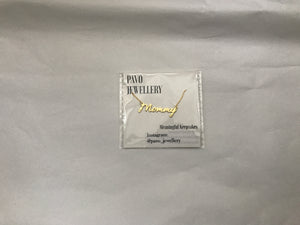 PAVO
JEWELLERY
Mommy
Meaningful Keepsakes
Instagram:
@pavo_jewellery